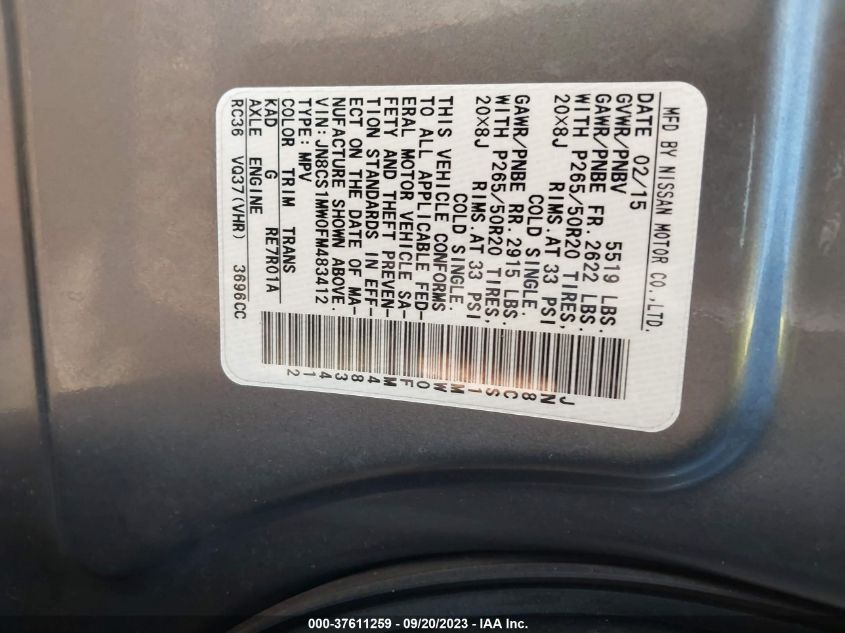 MFD BY NISSAN MOTOR CO.,LTD.
DATE 02/15
GVWR/PNBV 5519 LBS.
GAWR/PNBE FR. 2622 LBS.
WITH P265/50R20 TIRES,
20X8J RIMS.AT 33 PSI
COLD SINGLE.
GAWR/PNBE RR. 2915 LBS.
WITH P265/50R20 TIRES,
20X8J RIMS.AT 33 PSI
COLD SINGLE.
THIS VEHICLE CONFORMS
TO ALL APPLICABLE FED-
ERAL MOTOR VEHICLE SA-
FETY AND THEFT PREVEN-
TION STANDARDS IN EFF-
ECT ON THE DATE OF MA-
NUFACTURE SHOWN ABOVE.
VIN:JN8CS1MW0FM483412
TYPE:MPV
COLOR TRIM TRANS
KAD G RE7R01A
AXLE ENGINE
RC36 VQ37(VHR) 3696CC
JN8CS1MW0FM483412
000-37611259 - 09/20/2023 - Copyright © IAA, Inc.